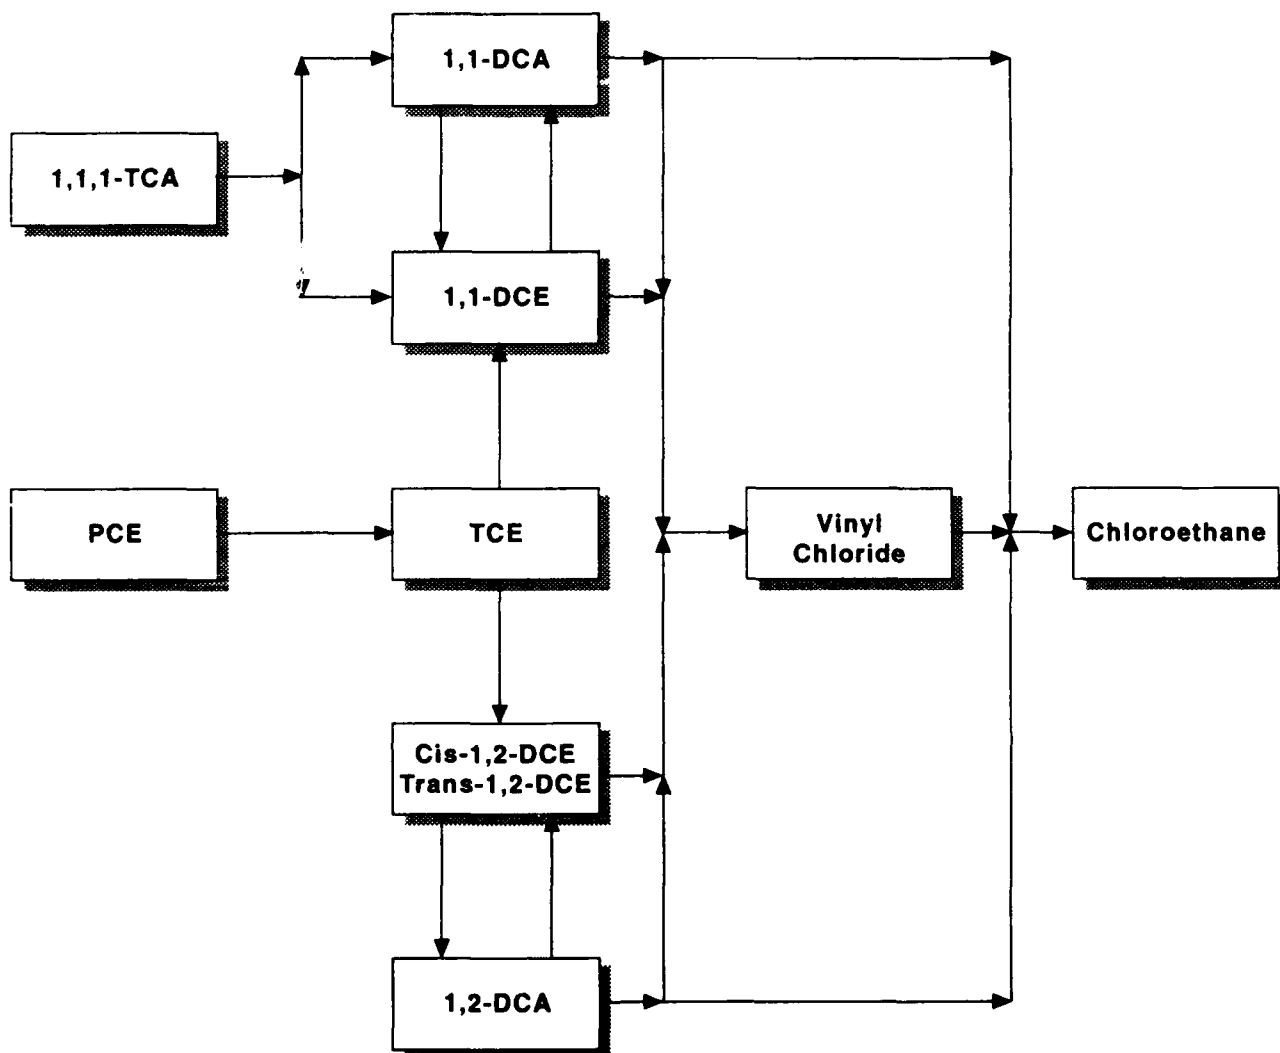 1,1-DCA
1,1,1-TCA
1,1-DCE
PCE
TCE
Vinyl
Chloride
Chloroethane
Cis-1,2-DCE
Trans-1,2-DCE
1,2-DCA